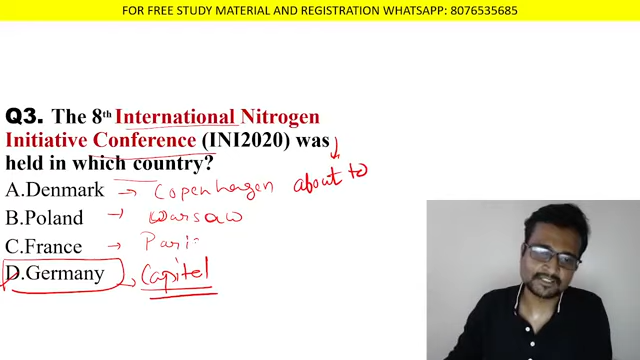 FOR FREE STUDY MATERIAL AND REGISTRATION WHATSAPP: 8076535685
Q3. The 8th International Nitrogen
Initiative Conference (INI2020) was
held in which country?
about to
A.Denmark → Copenhagen
B.Poland → warsaw
C.France → Paris
D.Germany → Capitel